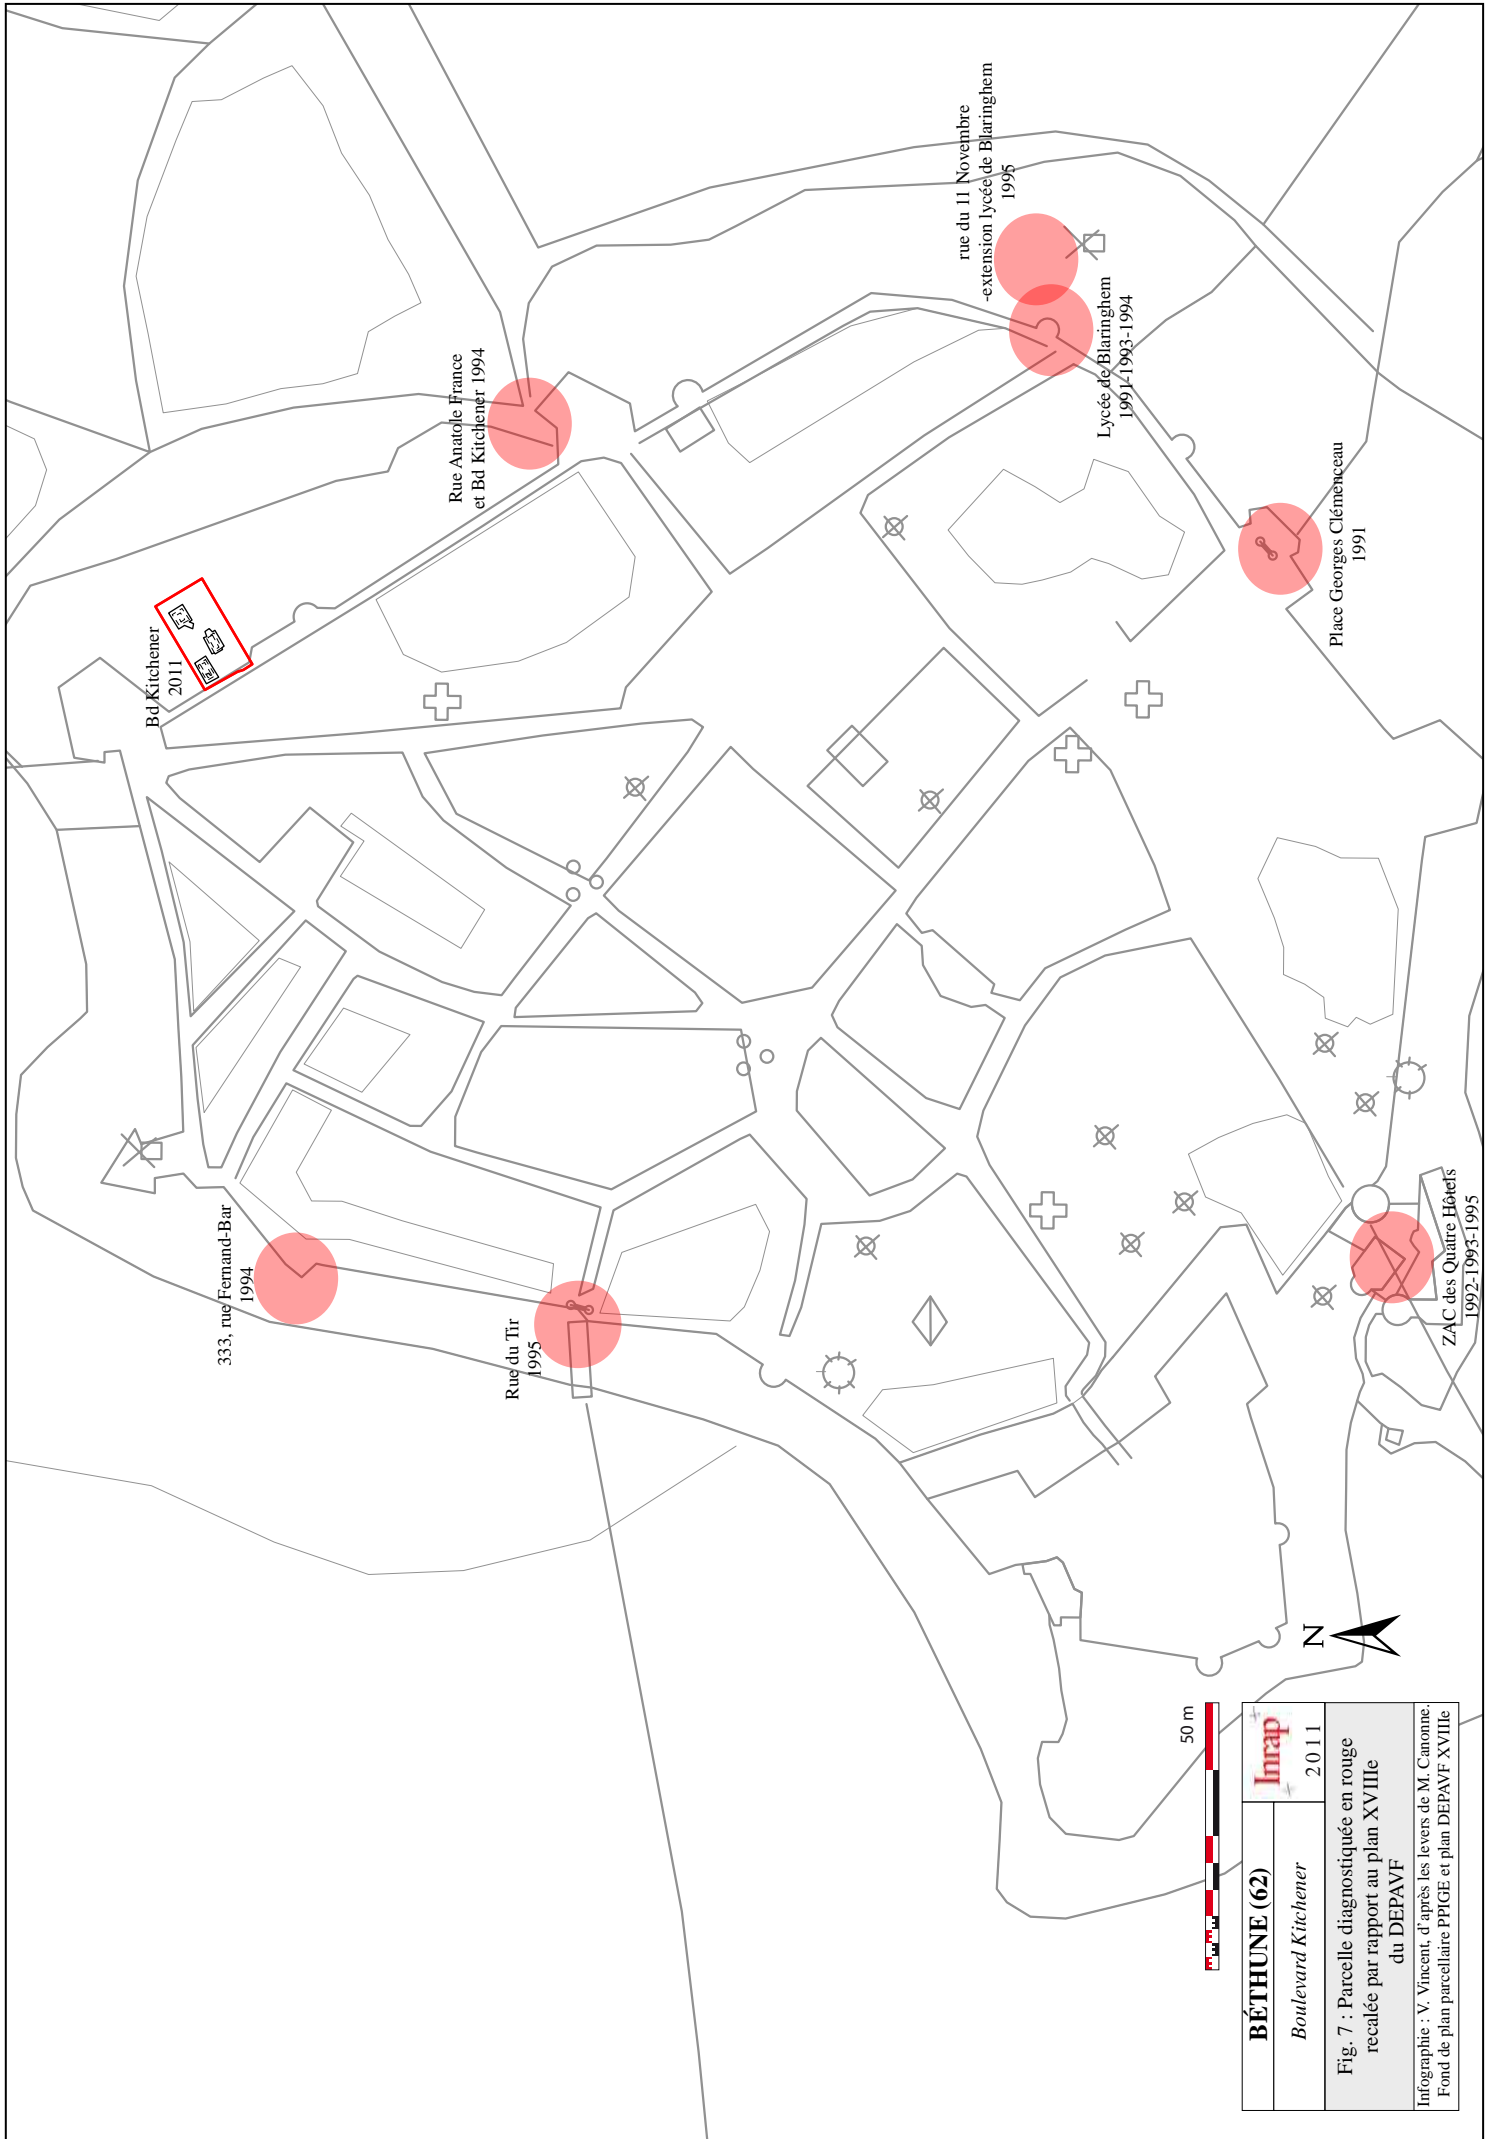 Bd Kitchener
2011
Rue Anatole France
et Bd Kitchener 1994
rue du 11 Novembre
-extension lycée de Blaringhem
1995
Lycée de Blaringhem
1991-1993-1994
Place Georges Clémenceau
1991
333, rue Fernand-Bar
1994
Rue du Tir
1995
ZAC des Quatre Hôtels
1992-1993-1995
N
50 m
BÉTHUNE (62)
Boulevard Kitchener
Inrap
2011
Fig. 7 : Parcelle diagnostiquée en rouge
recalée par rapport au plan XVIIIe
du DEPAVF
Infographie : V. Vincent, d'après les levers de M. Canonne.
Fond de plan parcellaire PPIGE et plan DEPAVF XVIIIe